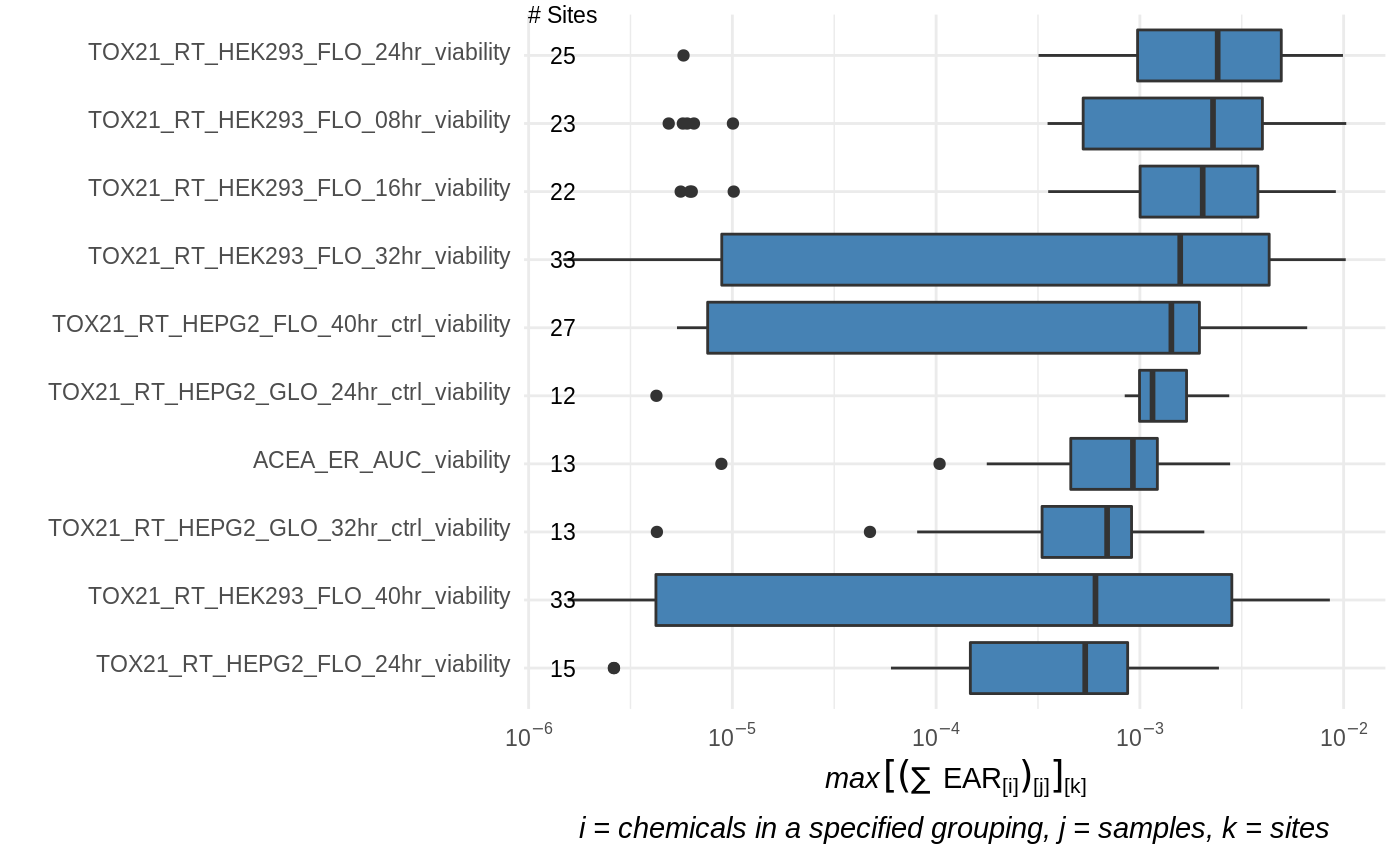 # Sites
TOX21_RT_HEK293_FLO_24hr_viability 25
TOX21_RT_HEK293_FLO_08hr_viability 23
TOX21_RT_HEK293_FLO_16hr_viability 22
TOX21_RT_HEK293_FLO_32hr_viability 33
TOX21_RT_HEPG2_FLO_40hr_ctrl_viability 27
TOX21_RT_HEPG2_GLO_24hr_ctrl_viability 12
ACEA_ER_AUC_viability 13
TOX21_RT_HEPG2_GLO_32hr_ctrl_viability 13
TOX21_RT_HEK293_FLO_40hr_viability 33
TOX21_RT_HEPG2_FLO_24hr_viability 15
10⁻⁶ 10⁻⁵ 10⁻⁴ 10⁻³ 10⁻²
max[(∑ EAR[i])[j]][k]
i = chemicals in a specified grouping, j = samples, k = sites